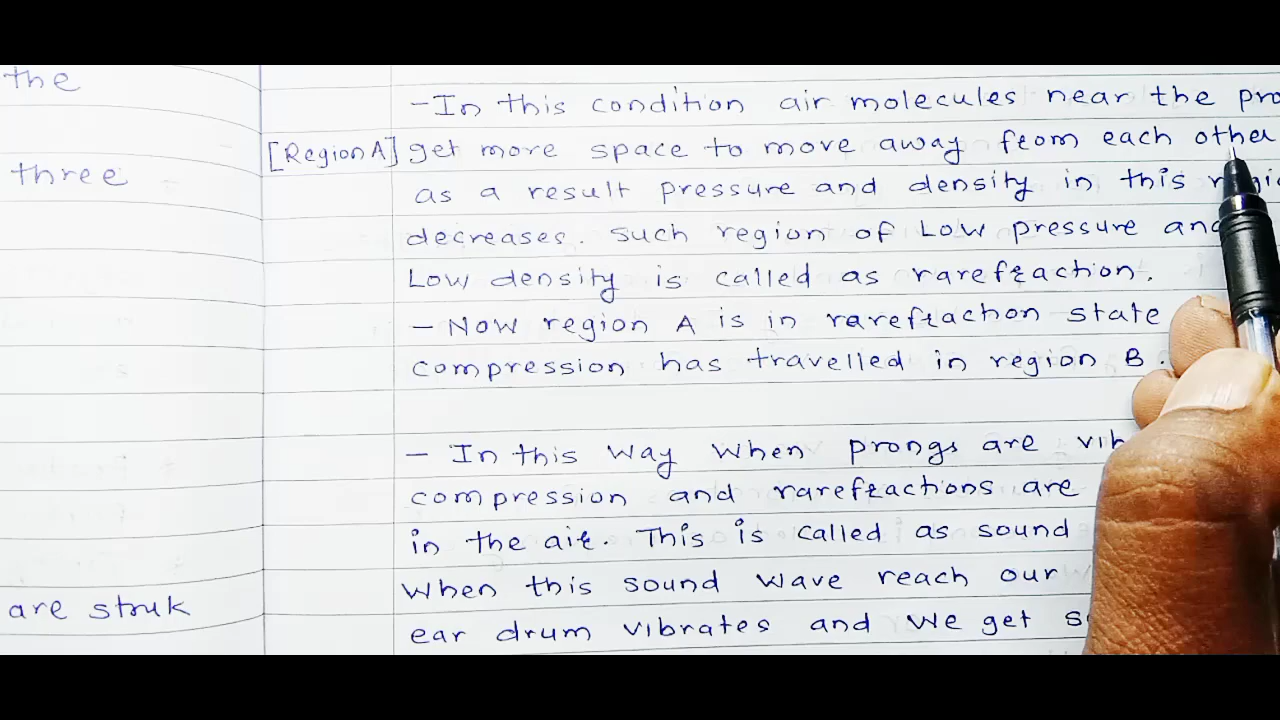 the
three
are struk
- In this condition air molecules near the pro
[Region A] get more space to move away from each other
as a result pressure and density in this regio
decreases. Such region of Low pressure and
Low density is called as rarefraction.
- Now region A is in rarefraction state
compression has travelled in region B.
- In this way when prongs are vib
compression and rarefractions are
in the air. This is called as sound
When this sound wave reach our
ear drum vibrates and we get s